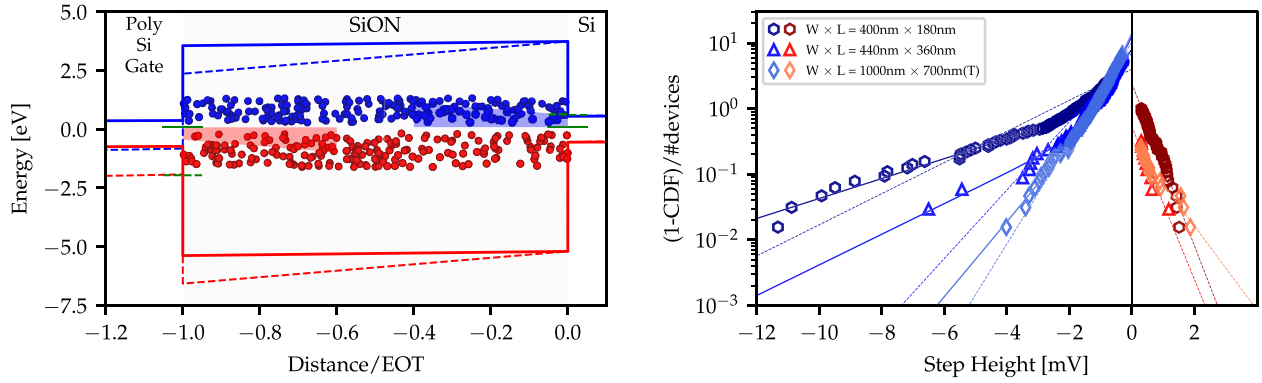 5.0
2.5
0.0
−2.5
−5.0
−7.5
Energy [eV]
Poly
Si
Gate
SiON
Si
−1.2
−1.0
−0.8
−0.6
−0.4
−0.2
0.0
Distance/EOT
10¹
10⁰
10⁻¹
10⁻²
10⁻³
(1-CDF)/#devices
W × L = 400nm × 180nm
W × L = 440nm × 360nm
W × L = 1000nm × 700nm(T)
−12
−10
−8
−6
−4
−2
0
2
Step Height [mV]